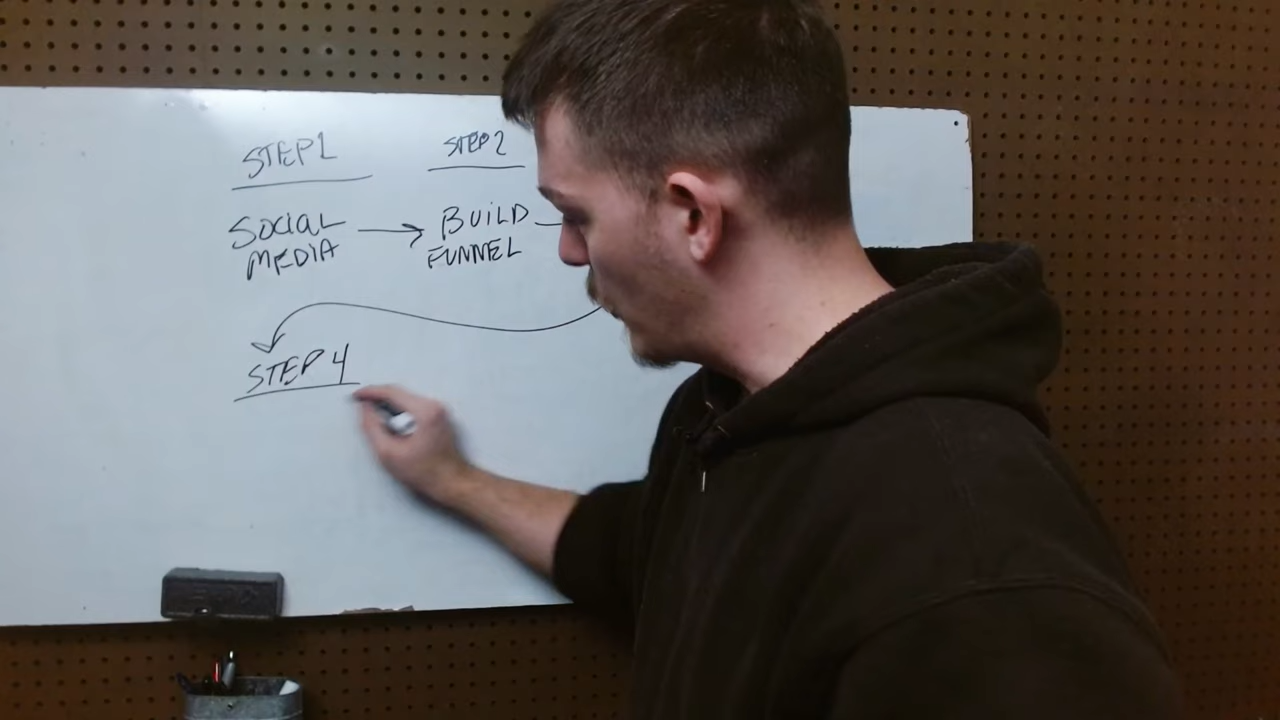 STEP 1
STEP 2
SOCIAL
MEDIA
BUILD
FUNNEL
STEP 4